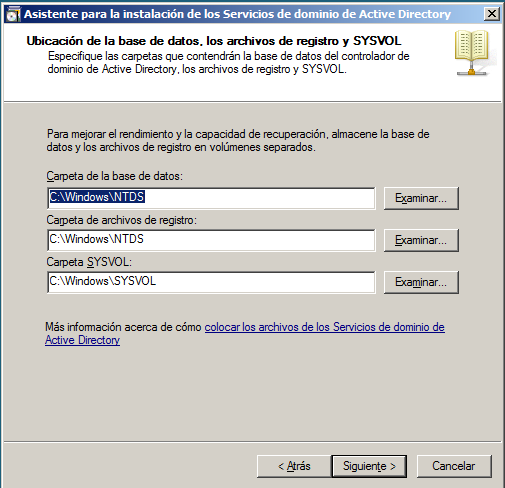 Asistente para la instalación de los Servicios de dominio de Active Directory
Ubicación de la base de datos, los archivos de registro y SYSVOL
Especifique las carpetas que contendrán la base de datos del controlador de
dominio de Active Directory, los archivos de registro y SYSVOL.
Para mejorar el rendimiento y la capacidad de recuperación, almacene la base de
datos y los archivos de registro en volúmenes separados.
Carpeta de la base de datos:
C:\Windows\NTDS
Examinar...
Carpeta de archivos de registro:
C:\Windows\NTDS
Examinar...
Carpeta SYSVOL:
C:\Windows\SYSVOL
Examinar...
Más información acerca de cómo colocar los archivos de los Servicios de dominio de
Active Directory
< Atrás
Siguiente >
Cancelar